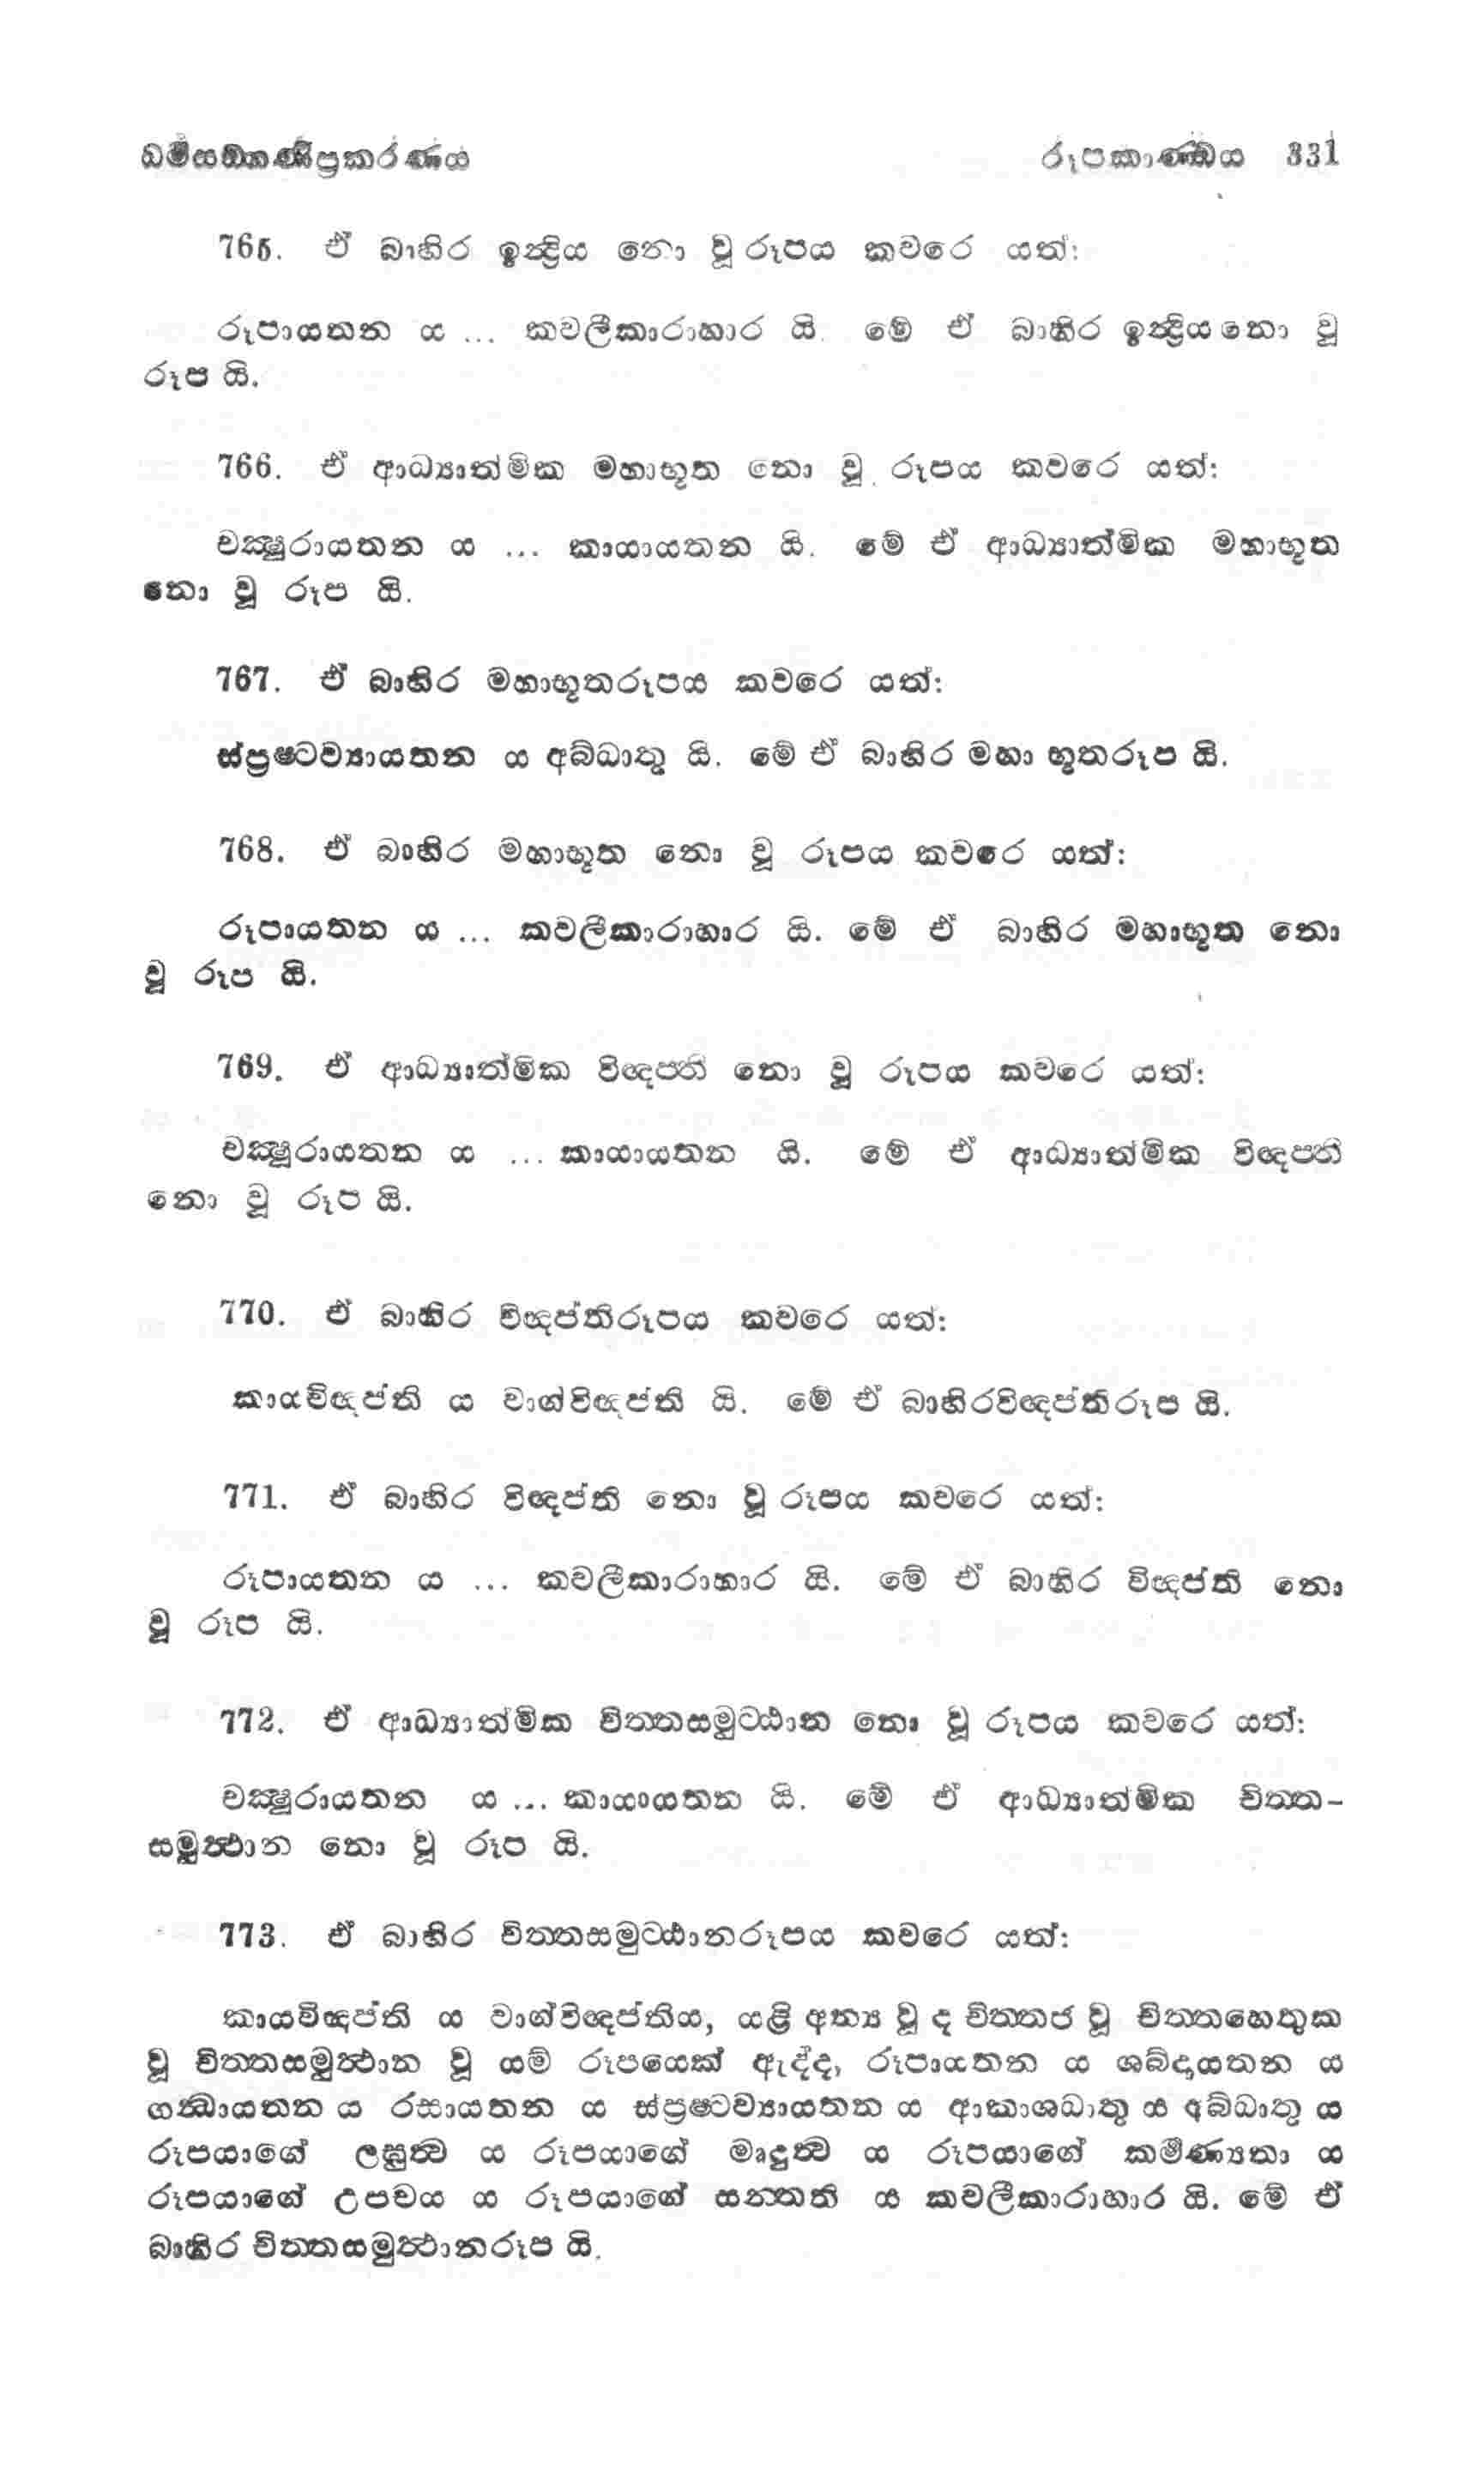 ධර්මසඞ්ගණීප්‍රකරණය රූපකාණ්ඩය 331
765. ඒ බාහිර ඉන්‍ද්‍රිය නො වූ රූපය කවරෙ යත්:
රූපායතන ය ... කවලීකාරාහාර යි. මේ ඒ බාහිර ඉන්‍ද්‍රිය නො වූ
රූප යි.
766. ඒ ආධ්‍යාත්මික මහාභූත නො වූ රූපය කවරෙ යත්:
චක්‍ෂුරායතන ය ... කායායතන යි. මේ ඒ ආධ්‍යාත්මික මහාභූත
නො වූ රූප යි.
767. ඒ බාහිර මහාභූතරූපය කවරෙ යත්:
ස්ප්‍රෂ්ටව්‍යායතන ය අබ්ධාතු යි. මේ ඒ බාහිර මහා භූතරූප යි.
768. ඒ බාහිර මහාභූත නො වූ රූපය කවරෙ යත්:
රූපායතන ය ... කවලීකාරාහාර යි. මේ ඒ බාහිර මහාභූත නො
වූ රූප යි.
769. ඒ ආධ්‍යාත්මික විඥප්ති නො වූ රූපය කවරෙ යත්:
චක්‍ෂුරායතන ය ... කායායතන යි. මේ ඒ ආධ්‍යාත්මික විඥප්ති
නො වූ රූප යි.
770. ඒ බාහිර විඥප්තිරූපය කවරෙ යත්:
කායවිඥප්ති ය වාග්විඥප්ති යි. මේ ඒ බාහිරවිඥප්තිරූප යි.
771. ඒ බාහිර විඥප්ති නො වූ රූපය කවරෙ යත්:
රූපායතන ය ... කවලීකාරාහාර යි. මේ ඒ බාහිර විඥප්ති නො
වූ රූප යි.
772. ඒ ආධ්‍යාත්මික චිත්තසමුට්ඨාන නො වූ රූපය කවරෙ යත්:
චක්‍ෂුරායතන ය ... කායායතන යි. මේ ඒ ආධ්‍යාත්මික චිත්ත-
සමුත්‍ථාන නො වූ රූප යි.
773. ඒ බාහිර චිත්තසමුට්ඨානරූපය කවරෙ යත්:
කායවිඥප්ති ය වාග්විඥප්තිය, යළි අන්‍ය වූ ද චිත්තජ වූ චිත්තහෙතුක
වූ චිත්තසමුත්‍ථාන වූ යම් රූපයෙක් ඇද්ද, රූපායතන ය ශබ්දායතන ය
ගන්‍ධායතන ය රසායතන ය ස්ප්‍රෂ්ටව්‍යායතන ය ආකාශධාතු ය අබ්ධාතු ය
රූපයාගේ ලඝුත්‍ව ය රූපයාගේ මෘදුත්‍ව ය රූපයාගේ කර්මණ්‍යතා ය
රූපයාගේ උපචය ය රූපයාගේ සන්තති ය කවලීකාරාහාර යි. මේ ඒ
බාහිර චිත්තසමුත්‍ථානරූප යි.